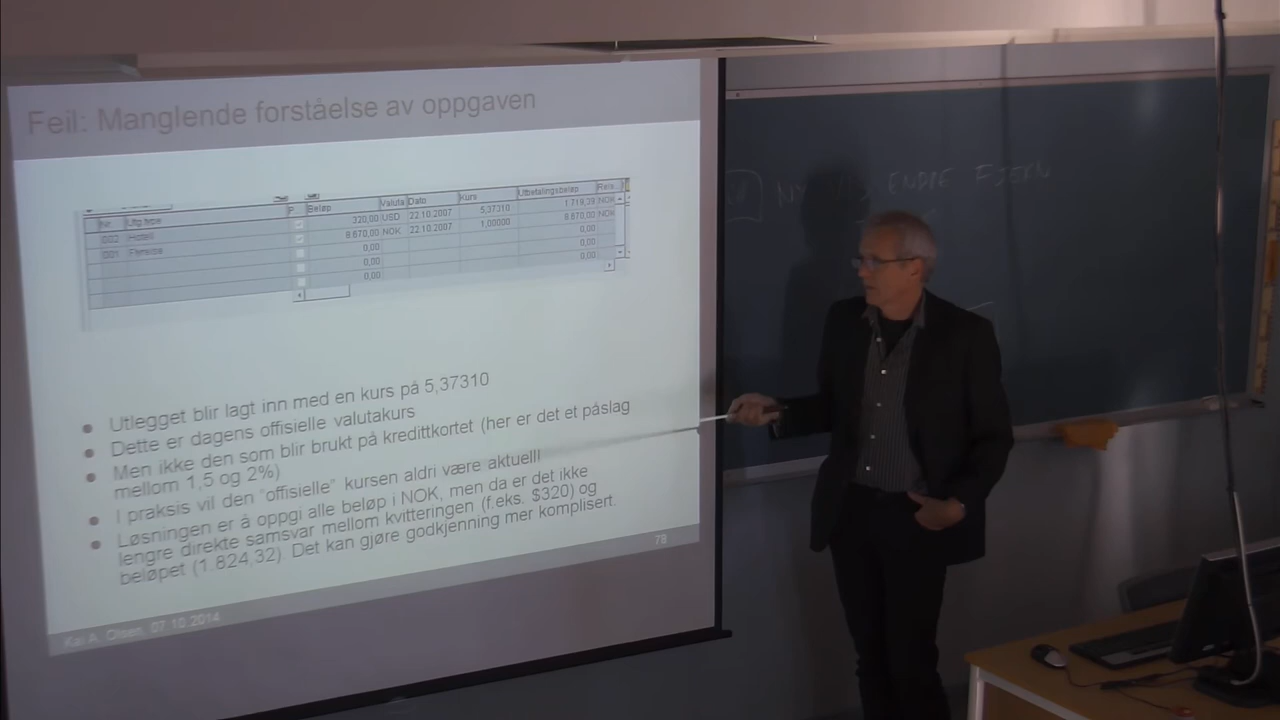 Feil: Manglende forståelse av oppgaven
Nr. Utg.type P. Beløp Valuta Dato Kurs Utbetalingsbeløp
002 Hotell 320,00 USD 22.10.2007 5,37310 1.719,39 NOK
001 Flyreise 8.670,00 NOK 22.10.2007 1,00000 8.670,00 NOK
0,00 0,00
0,00 0,00
0,00 0,00
• Utlegget blir lagt inn med en kurs på 5,37310
• Dette er dagens offisielle valutakurs
• Men ikke den som blir brukt på kredittkortet (her er det et påslag
mellom 1,5 og 2%)
• I praksis vil den "offisielle" kursen aldri være aktuell!
• Løsningen er å oppgi alle beløp i NOK, men da er det ikke
lengre direkte samsvar mellom kvitteringen (f.eks. $320) og
beløpet (1.824,32). Det kan gjøre godkjenning mer komplisert.
78
Kai A. Olsen, 07.10.2014
ENDRE FJERN